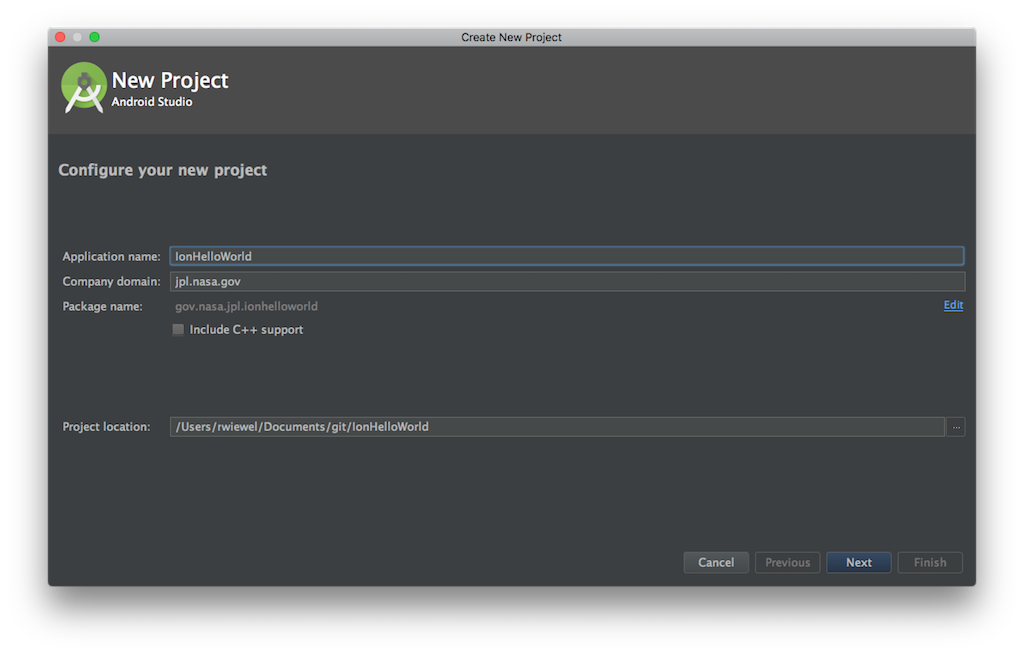 Create New Project
New Project
Android Studio
Configure your new project
Application name: IonHelloWorld
Company domain: jpl.nasa.gov
Package name: gov.nasa.jpl.ionhelloworld Edit
Include C++ support
Project location: /Users/rwiewel/Documents/git/IonHelloWorld ...
Cancel Previous Next Finish